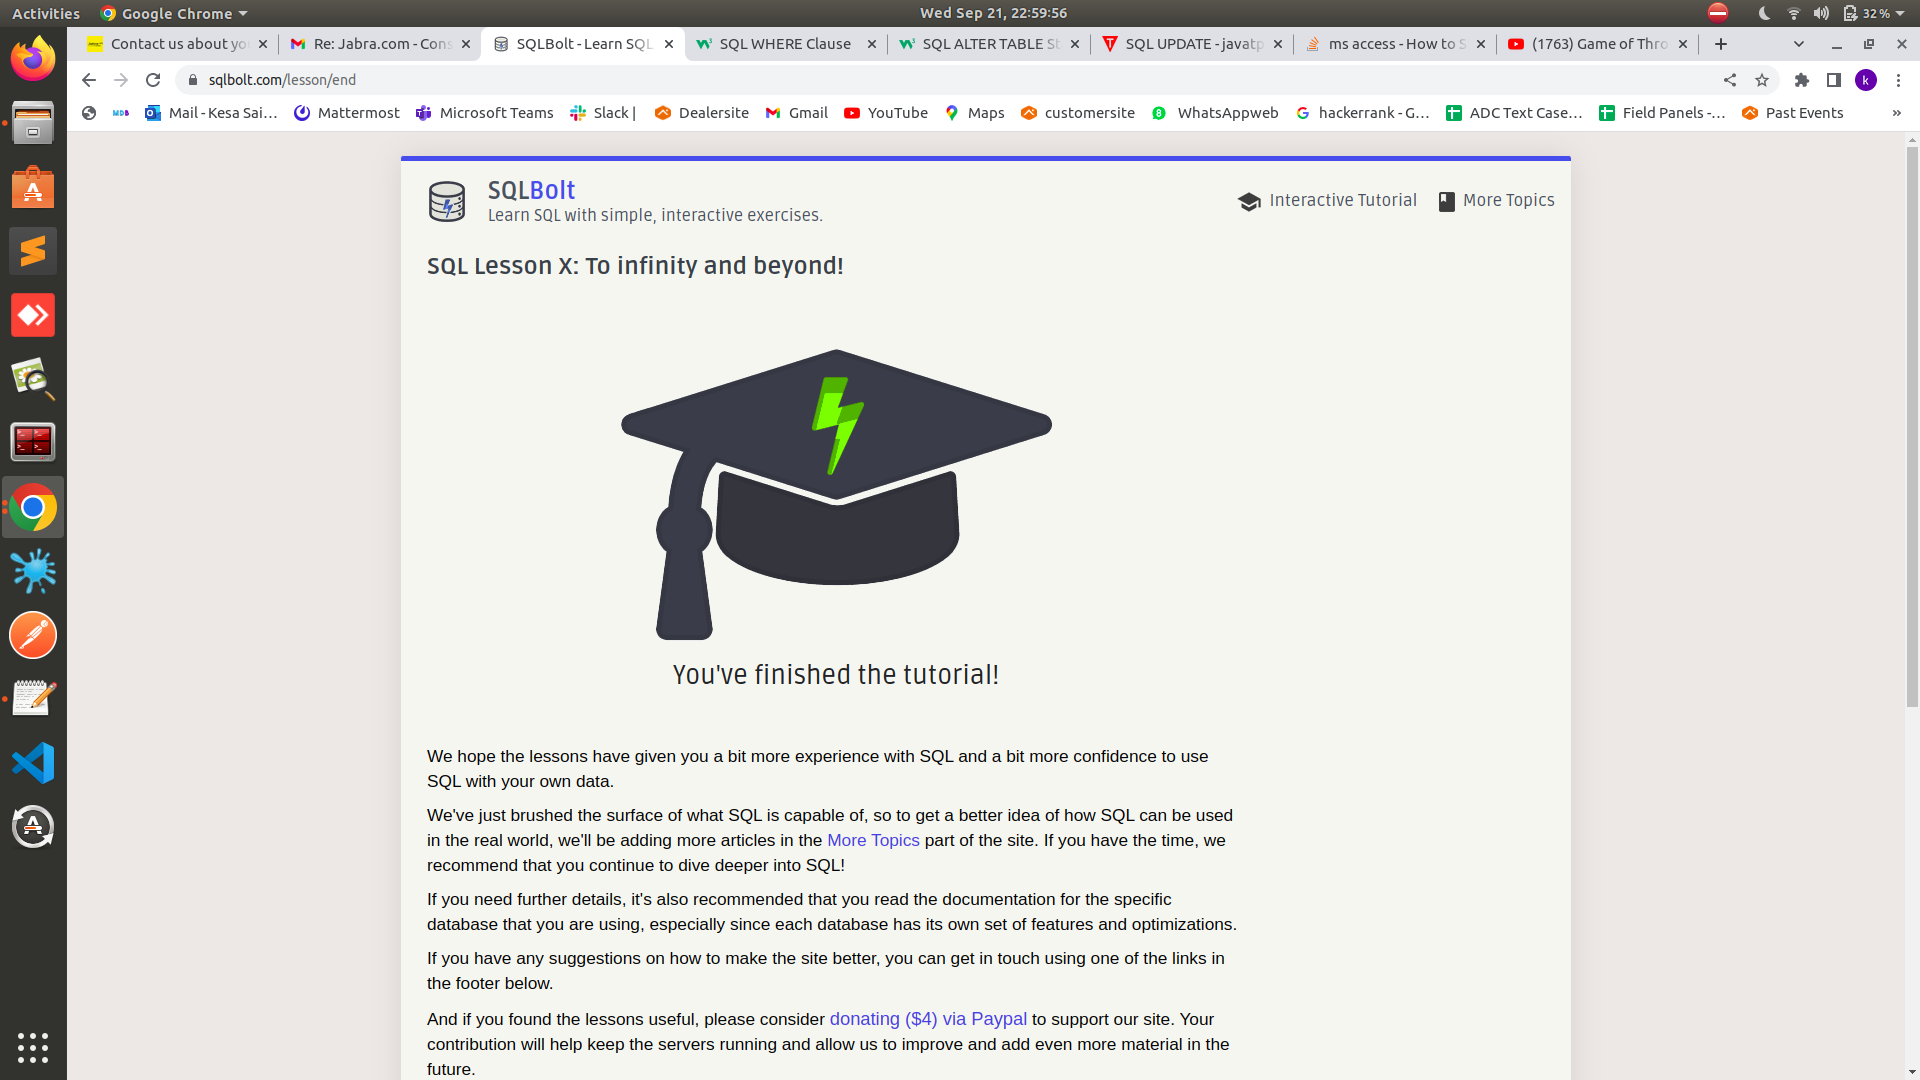 Activities
Google Chrome
Wed Sep 21, 22:59:56
32 %
Contact us about yo
Re: Jabra.com - Cons
SQLBolt - Learn SQL
SQL WHERE Clause
SQL ALTER TABLE St
SQL UPDATE - javatp
ms access - How to S
(1763) Game of Thro
sqlbolt.com/lesson/end
k
MDB
Mail - Kesa Sai...
Mattermost
Microsoft Teams
Slack |
Dealersite
Gmail
YouTube
Maps
customersite
8
WhatsAppweb
hackerrank - G...
ADC Text Case...
Field Panels -...
Past Events
»
SQLBolt
Learn SQL with simple, interactive exercises.
Interactive Tutorial
More Topics
SQL Lesson X: To infinity and beyond!
You've finished the tutorial!
We hope the lessons have given you a bit more experience with SQL and a bit more confidence to use
SQL with your own data.
We've just brushed the surface of what SQL is capable of, so to get a better idea of how SQL can be used
in the real world, we'll be adding more articles in the More Topics part of the site. If you have the time, we
recommend that you continue to dive deeper into SQL!
If you need further details, it's also recommended that you read the documentation for the specific
database that you are using, especially since each database has its own set of features and optimizations.
If you have any suggestions on how to make the site better, you can get in touch using one of the links in
the footer below.
And if you found the lessons useful, please consider donating ($4) via Paypal to support our site. Your
contribution will help keep the servers running and allow us to improve and add even more material in the
future.